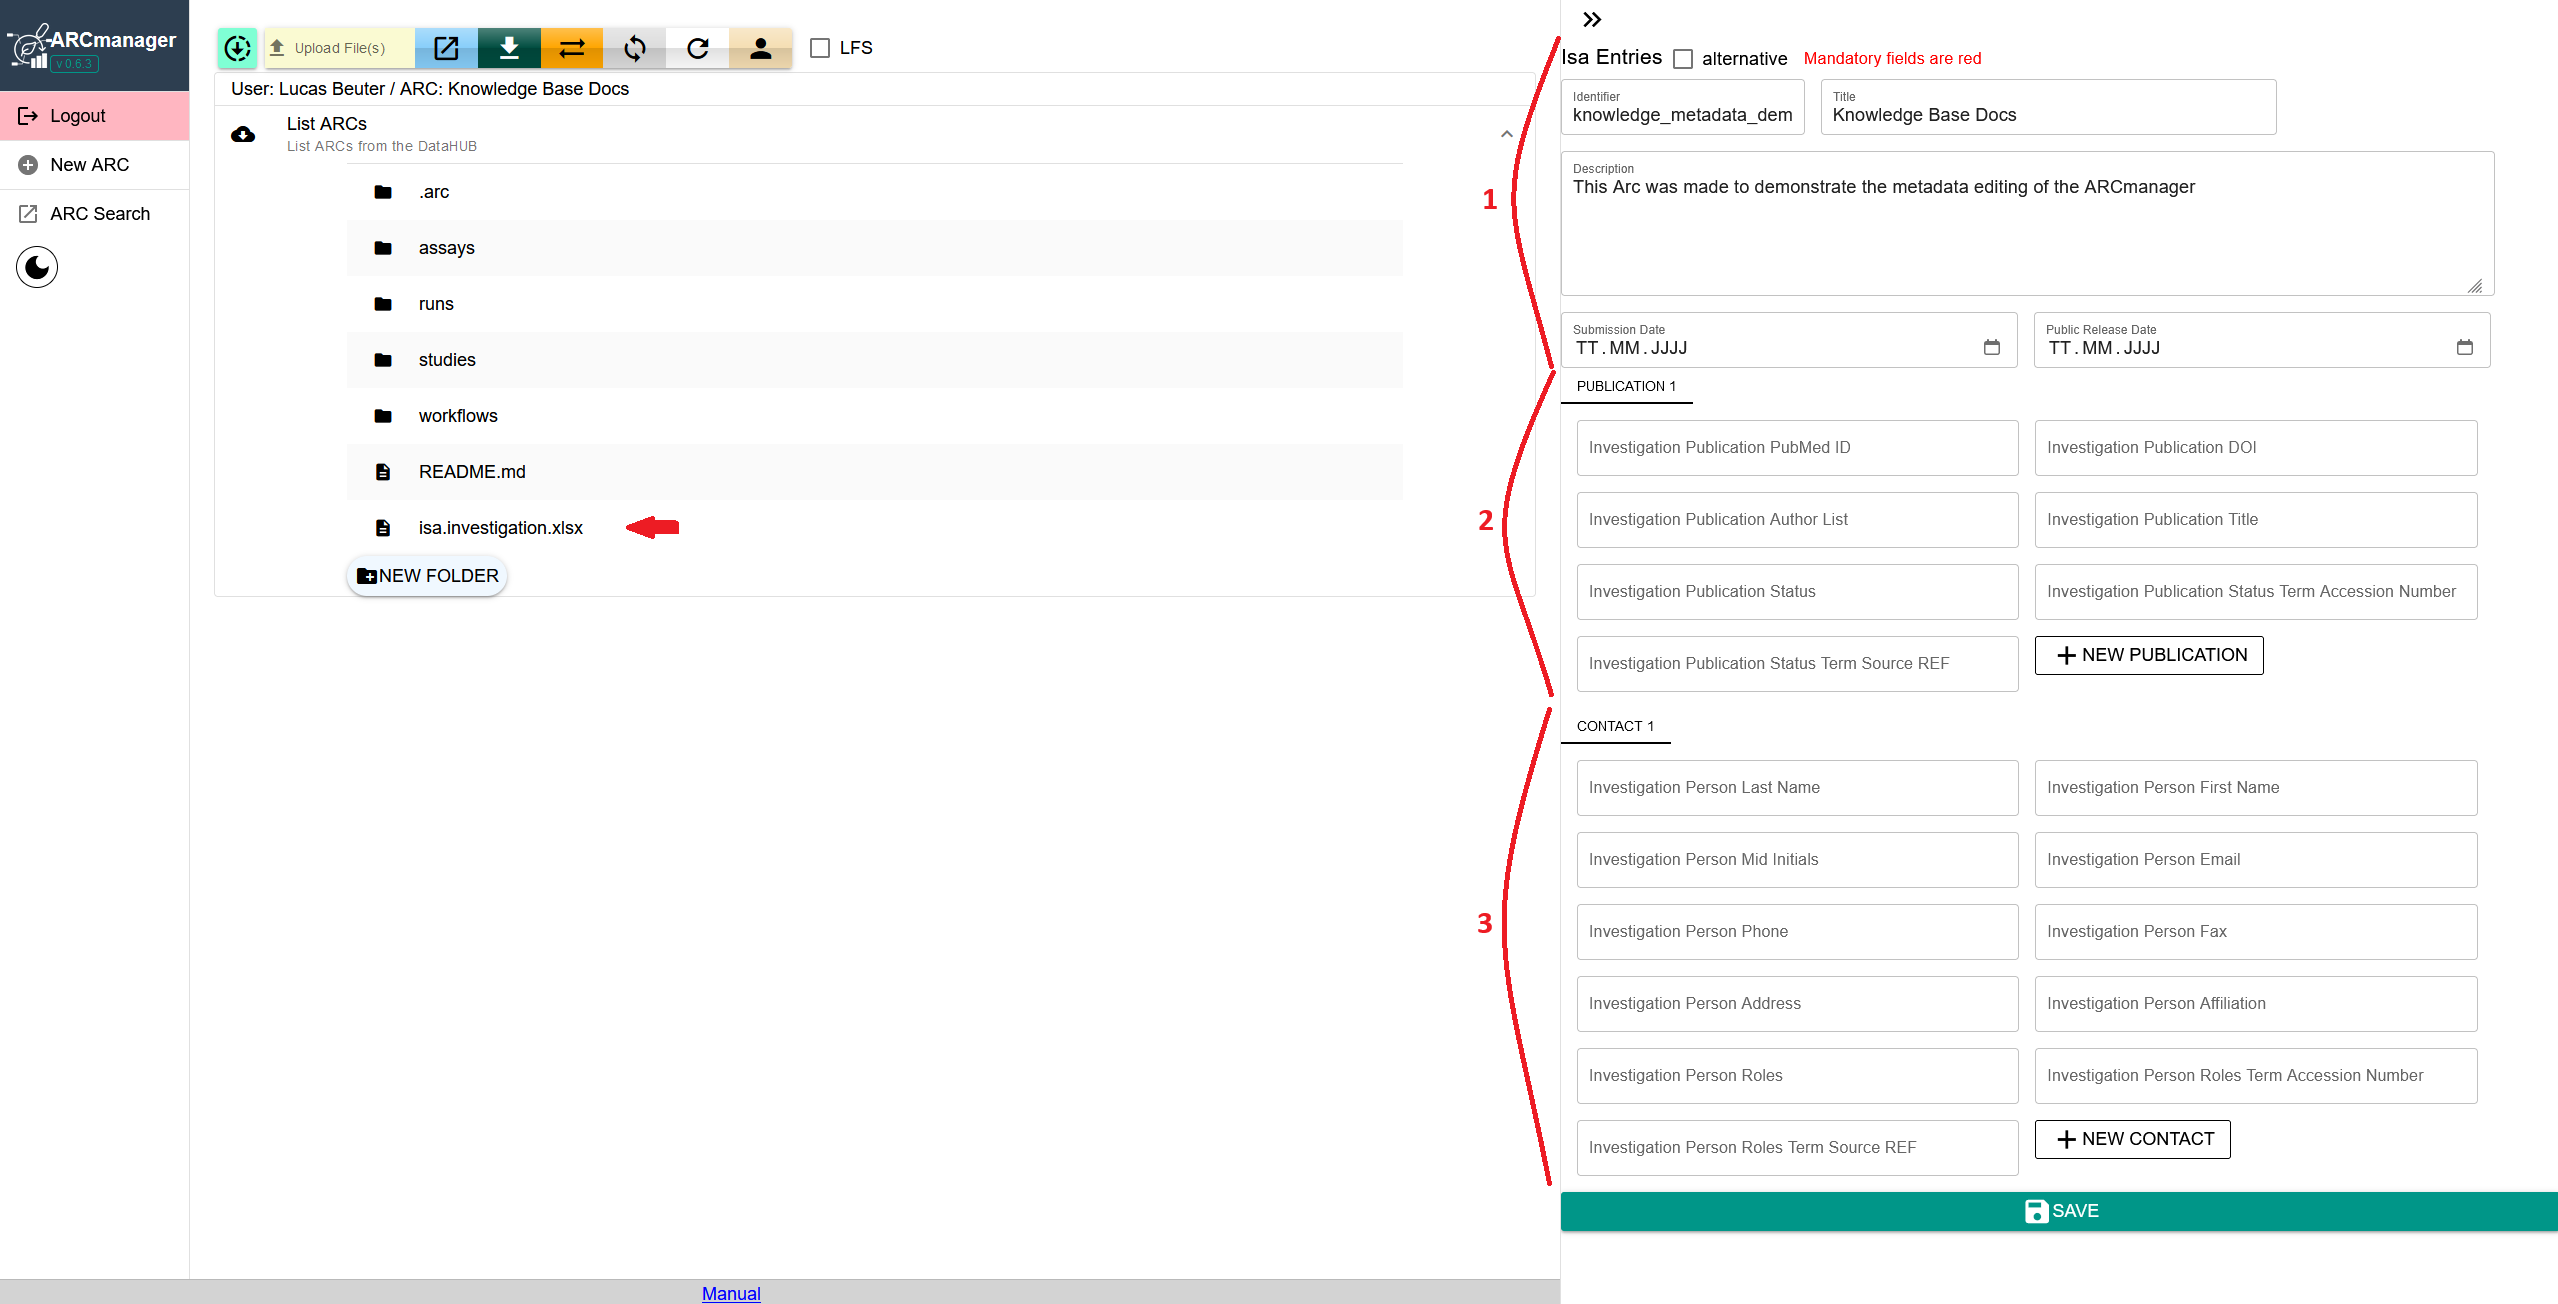 ARCmanager
v 0.6.3
Logout
New ARC
ARC Search
Upload File(s)
LFS
User: Lucas Beuter / ARC: Knowledge Base Docs
List ARCs
List ARCs from the DataHUB
.arc
assays
runs
studies
workflows
README.md
isa.investigation.xlsx
NEW FOLDER
Manual
1
2
3
Isa Entries alternative Mandatory fields are red
Identifier Title
knowledge_metadata_dem Knowledge Base Docs
Description
This Arc was made to demonstrate the metadata editing of the ARCmanager
Submission Date Public Release Date
TT.MM.JJJJ TT.MM.JJJJ
PUBLICATION 1
Investigation Publication PubMed ID Investigation Publication DOI
Investigation Publication Author List Investigation Publication Title
Investigation Publication Status Investigation Publication Status Term Accession Number
Investigation Publication Status Term Source REF NEW PUBLICATION
CONTACT 1
Investigation Person Last Name Investigation Person First Name
Investigation Person Mid Initials Investigation Person Email
Investigation Person Phone Investigation Person Fax
Investigation Person Address Investigation Person Affiliation
Investigation Person Roles Investigation Person Roles Term Accession Number
Investigation Person Roles Term Source REF NEW CONTACT
SAVE